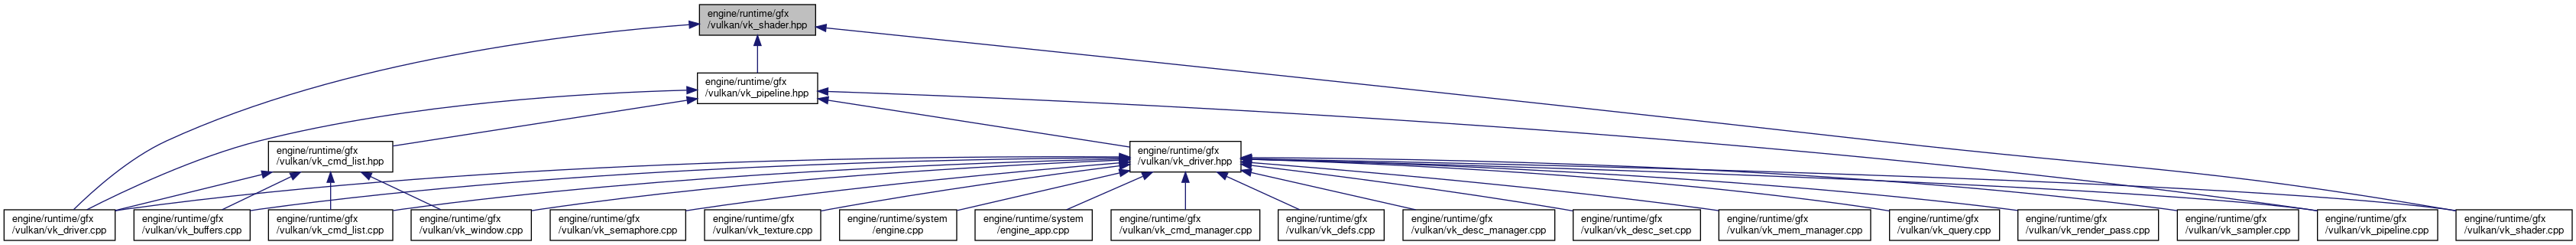 engine/runtime/gfx
/vulkan/vk_shader.hpp
engine/runtime/gfx
/vulkan/vk_pipeline.hpp
engine/runtime/gfx
/vulkan/vk_cmd_list.hpp
engine/runtime/gfx
/vulkan/vk_driver.hpp
engine/runtime/gfx
/vulkan/vk_driver.cpp
engine/runtime/gfx
/vulkan/vk_buffers.cpp
engine/runtime/gfx
/vulkan/vk_cmd_list.cpp
engine/runtime/gfx
/vulkan/vk_window.cpp
engine/runtime/gfx
/vulkan/vk_semaphore.cpp
engine/runtime/gfx
/vulkan/vk_texture.cpp
engine/runtime/system
/engine.cpp
engine/runtime/system
/engine_app.cpp
engine/runtime/gfx
/vulkan/vk_cmd_manager.cpp
engine/runtime/gfx
/vulkan/vk_defs.cpp
engine/runtime/gfx
/vulkan/vk_desc_manager.cpp
engine/runtime/gfx
/vulkan/vk_desc_set.cpp
engine/runtime/gfx
/vulkan/vk_mem_manager.cpp
engine/runtime/gfx
/vulkan/vk_query.cpp
engine/runtime/gfx
/vulkan/vk_render_pass.cpp
engine/runtime/gfx
/vulkan/vk_sampler.cpp
engine/runtime/gfx
/vulkan/vk_pipeline.cpp
engine/runtime/gfx
/vulkan/vk_shader.cpp